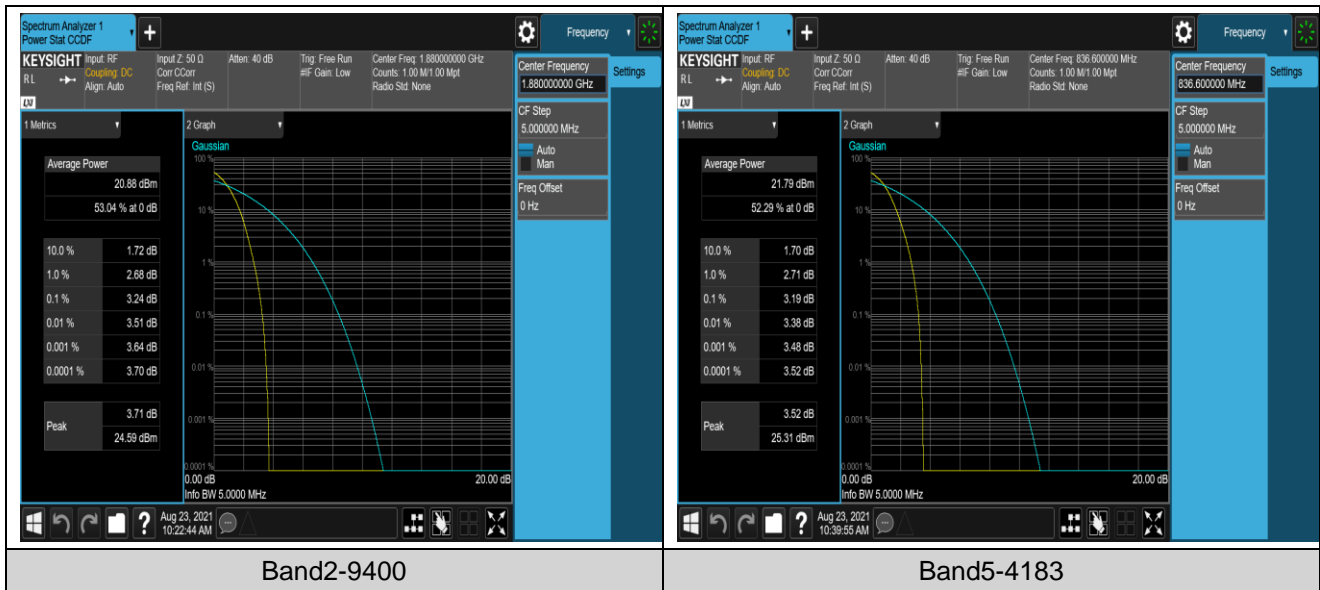 Spectrum Analyzer 1
Power Stat CCDF
Frequency
KEYSIGHT
Input: RF
Coupling: DC
Align: Auto
Input Z: 50 Ω
Corr CCorr
Freq Ref: Int (S)
Atten: 40 dB
Trig: Free Run
#IF Gain: Low
Center Freq: 1.880000000 GHz
Counts: 1.00 M/1.00 Mpt
Radio Std: None
R L
LXI
Center Frequency
1.880000000 GHz
Settings
CF Step
5.000000 MHz
Auto
Man
Freq Offset
0 Hz
1 Metrics
2 Graph
Average Power
20.88 dBm
53.04 % at 0 dB
10.0 % 1.72 dB
1.0 % 2.68 dB
0.1 % 3.24 dB
0.01 % 3.51 dB
0.001 % 3.64 dB
0.0001 % 3.70 dB
Peak
3.71 dB
24.59 dBm
Gaussian
100 %
10 %
1 %
0.1 %
0.01 %
0.001 %
0.0001 %
0.00 dB 20.00 dB
Info BW 5.0000 MHz
?
Aug 23, 2021
10:22:44 AM
Band2-9400
Spectrum Analyzer 1
Power Stat CCDF
Frequency
KEYSIGHT
Input: RF
Coupling: DC
Align: Auto
Input Z: 50 Ω
Corr CCorr
Freq Ref: Int (S)
Atten: 40 dB
Trig: Free Run
#IF Gain: Low
Center Freq: 836.600000 MHz
Counts: 1.00 M/1.00 Mpt
Radio Std: None
R L
LXI
Center Frequency
836.600000 MHz
Settings
CF Step
5.000000 MHz
Auto
Man
Freq Offset
0 Hz
1 Metrics
2 Graph
Average Power
21.79 dBm
52.29 % at 0 dB
10.0 % 1.70 dB
1.0 % 2.71 dB
0.1 % 3.19 dB
0.01 % 3.38 dB
0.001 % 3.48 dB
0.0001 % 3.52 dB
Peak
3.52 dB
25.31 dBm
Gaussian
100 %
10 %
1 %
0.1 %
0.01 %
0.001 %
0.0001 %
0.00 dB 20.00 dB
Info BW 5.0000 MHz
?
Aug 23, 2021
10:39:55 AM
Band5-4183